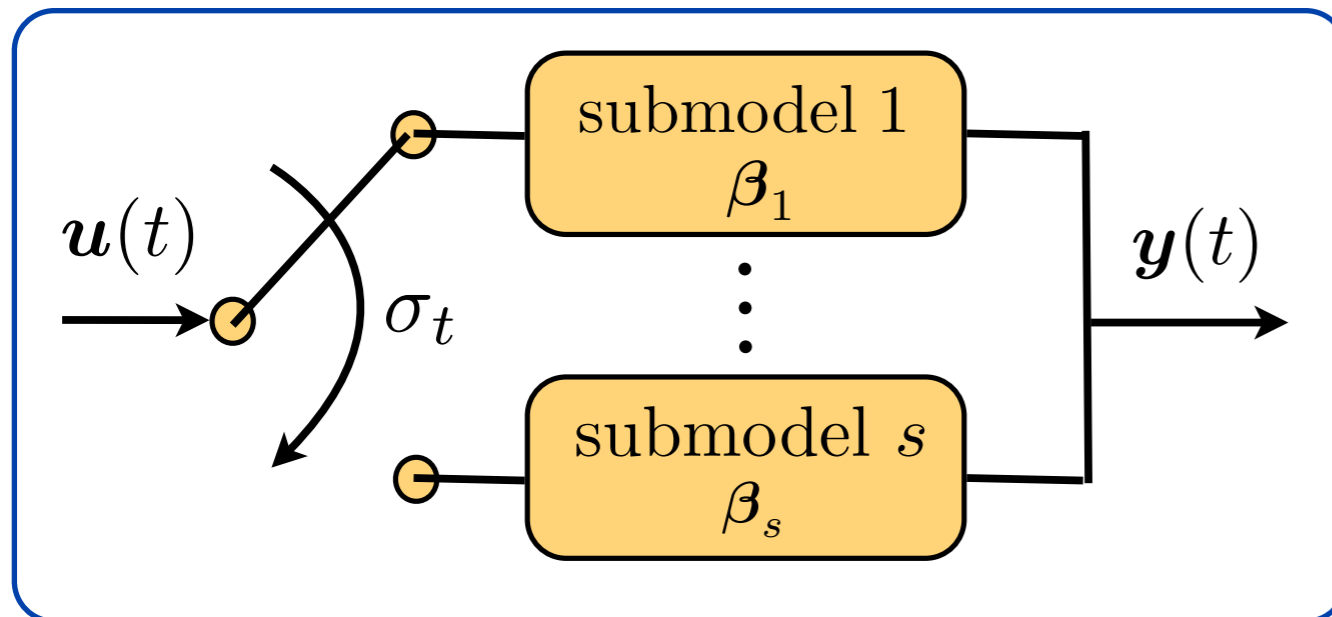 submodel 1
β₁
u(t)
y(t)
σₜ
submodel s
βₛ